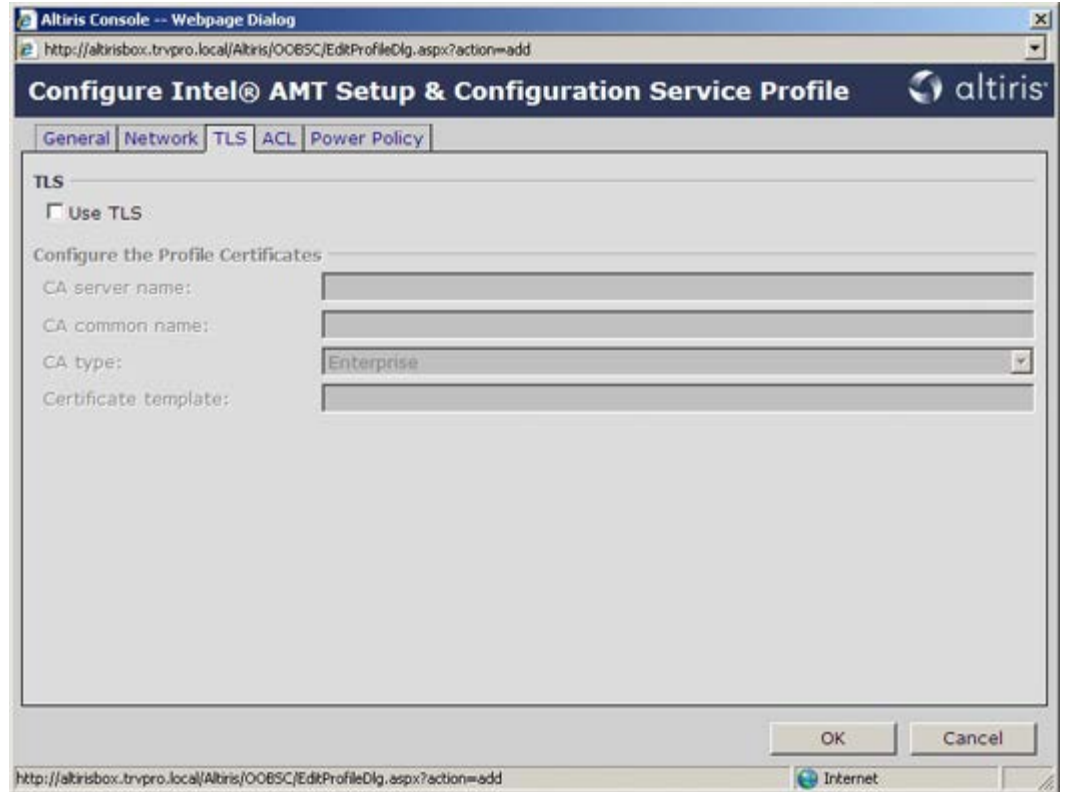 Altiris Console -- Webpage Dialog
http://altirisbox.trvpro.local/Altiris/OOBSC/EditProfileDlg.aspx?action=add
Configure Intel® AMT Setup & Configuration Service Profile altiris
General Network TLS ACL Power Policy
TLS
Use TLS
Configure the Profile Certificates
CA server name:
CA common name:
CA type: Enterprise
Certificate template:
OK Cancel
http://altirisbox.trvpro.local/Altiris/OOBSC/EditProfileDlg.aspx?action=add Internet